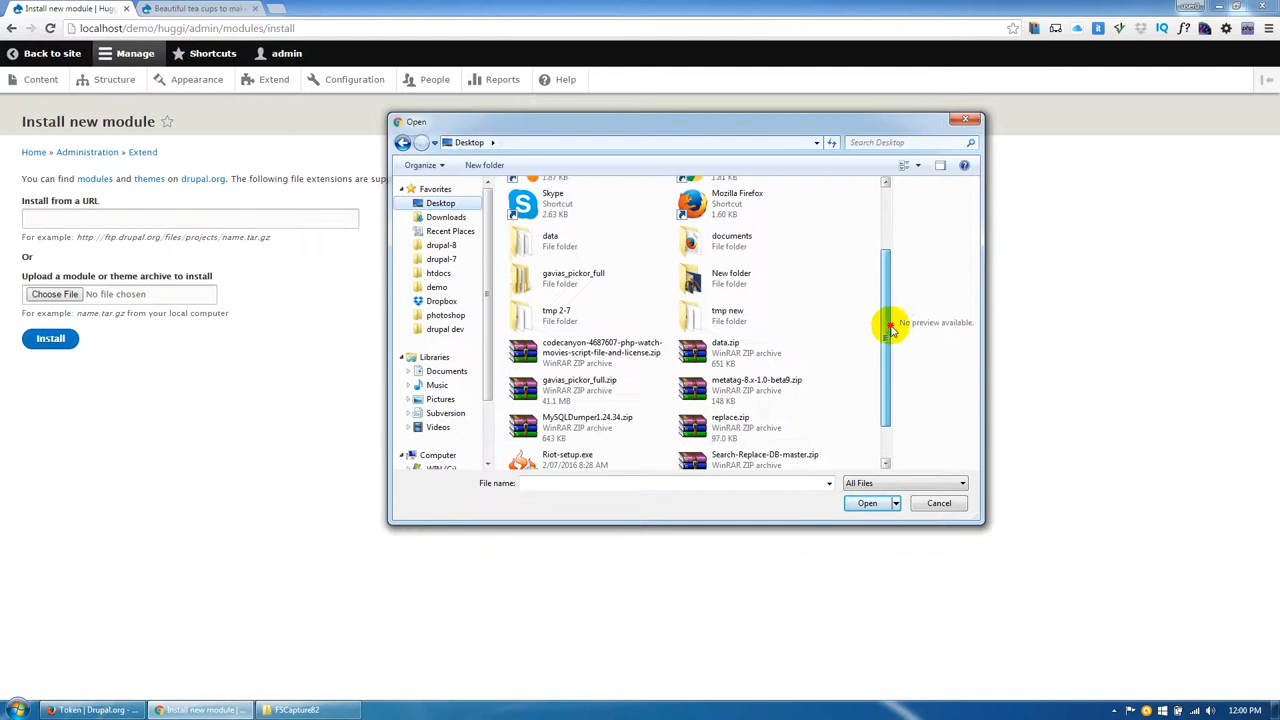 Install new module | Huggi
Beautiful tea cups to mak
user0..
localhost/demo/huggi/admin/modules/install
Back to site
Manage
Shortcuts
admin
Content
Structure
Appearance
Extend
Configuration
People
Reports
Help
Install new module
Home » Administration » Extend
You can find modules and themes on drupal.org. The following file extensions are sup
Install from a URL
For example: http://ftp.drupal.org/files/projects/name.tar.gz
Or
Upload a module or theme archive to install
Choose File No file chosen
For example: name.tar.gz from your local computer
Install
Open
Desktop
Search Desktop
Organize
New folder
Favorites
Desktop
Downloads
Recent Places
drupal-8
drupal-7
htdocs
demo
Dropbox
photoshop
drupal dev
Libraries
Documents
Music
Pictures
Subversion
Videos
Computer
1.87 KB
1.81 KB
Skype
Shortcut
2.63 KB
Mozilla Firefox
Shortcut
1.60 KB
data
File folder
documents
File folder
gavias_pickor_full
File folder
New folder
File folder
tmp 2-7
File folder
tmp new
File folder
codecanyon-4687607-php-watch-
movies-script-file-and-license.zip
WinRAR ZIP archive
data.zip
WinRAR ZIP archive
651 KB
gavias_pickor_full.zip
WinRAR ZIP archive
41.1 MB
metatag-8.x-1.0-beta9.zip
WinRAR ZIP archive
148 KB
MySQLDumper1.24.34.zip
WinRAR ZIP archive
643 KB
replace.zip
WinRAR ZIP archive
97.0 KB
Riot-setup.exe
2/07/2016 8:28 AM
Search-Replace-DB-master.zip
WinRAR ZIP archive
No preview available.
File name:
All Files
Open
Cancel
Token | Drupal.org - ...
Install new module |...
FSCapture82
12:00 PM